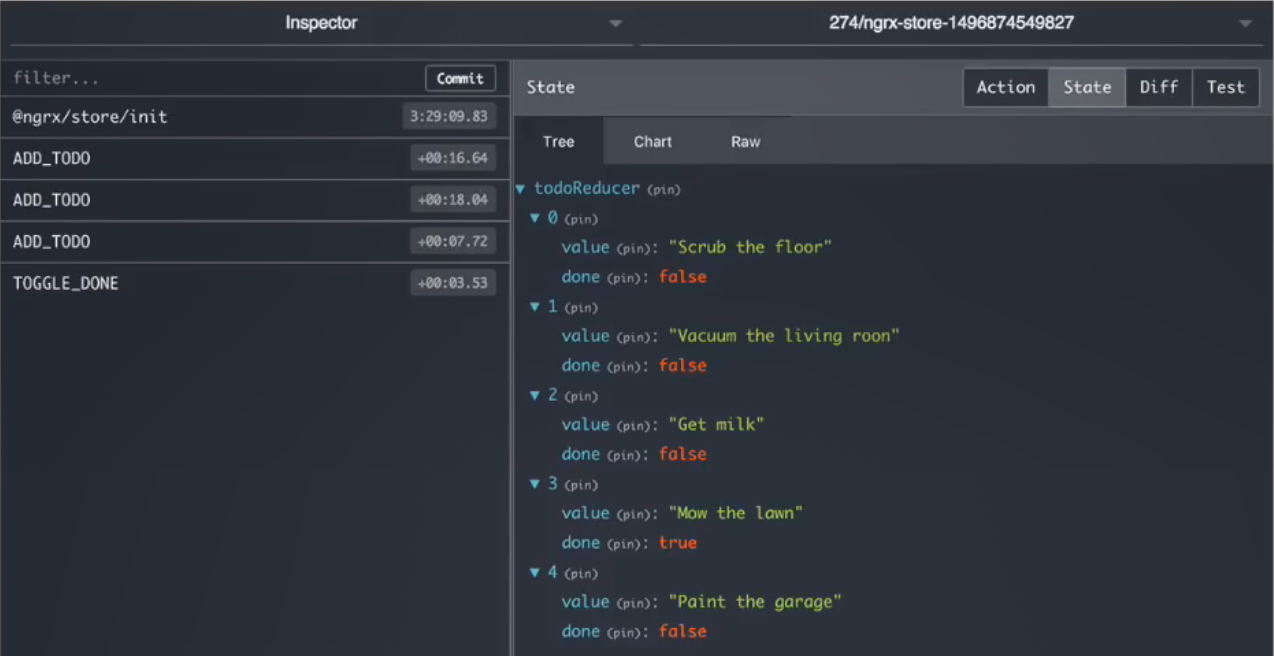 Inspector
274/ngrx-store-1496874549827
filter...
Commit
@ngrx/store/init 3:29:09.83
ADD_TODO +00:16.64
ADD_TODO +00:18.04
ADD_TODO +00:07.72
TOGGLE_DONE +00:03.53
State
Action State Diff Test
Tree Chart Raw
todoReducer (pin)
0 (pin)
value (pin): "Scrub the floor"
done (pin): false
1 (pin)
value (pin): "Vacuum the living roon"
done (pin): false
2 (pin)
value (pin): "Get milk"
done (pin): false
3 (pin)
value (pin): "Mow the lawn"
done (pin): true
4 (pin)
value (pin): "Paint the garage"
done (pin): false